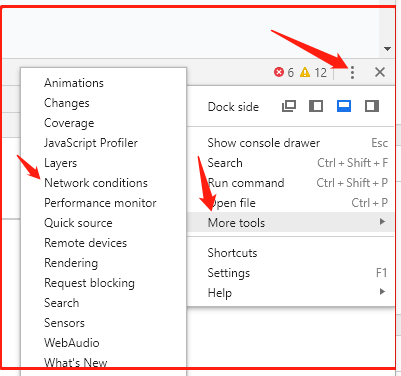 6 12
Dock side
Show console drawer Esc
Search Ctrl + Shift + F
Run command Ctrl + Shift + P
Open file Ctrl + P
More tools
Shortcuts
Settings F1
Help
Animations
Changes
Coverage
JavaScript Profiler
Layers
Network conditions
Performance monitor
Quick source
Remote devices
Rendering
Request blocking
Search
Sensors
WebAudio
What's New